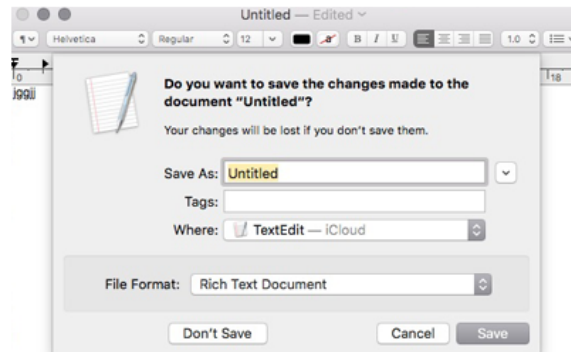 Untitled — Edited
¶ Helvetica Regular 12 a B I U 1.0
0 18
jggjj
Do you want to save the changes made to the
document “Untitled”?
Your changes will be lost if you don’t save them.
Save As: Untitled
Tags:
Where: TextEdit — iCloud
File Format: Rich Text Document
Don’t Save Cancel Save